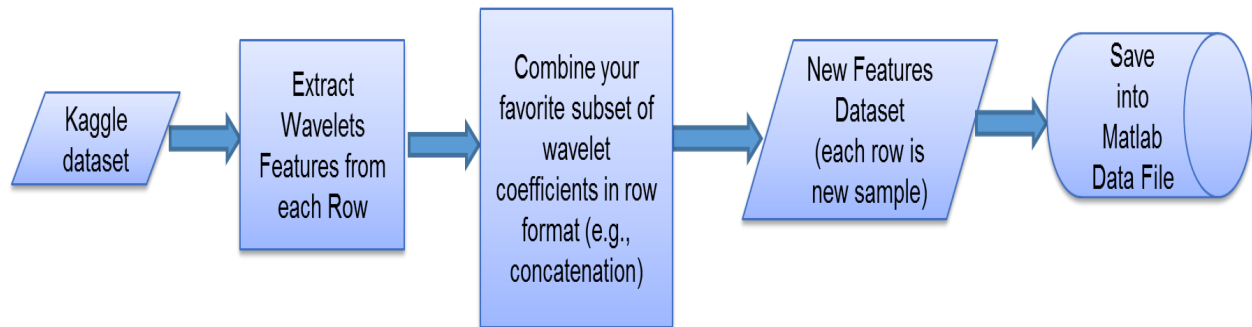 Kaggle
dataset
Extract
Wavelets
Features from
each Row
Combine your
favorite subset of
wavelet
coefficients in row
format (e.g.,
concatenation)
New Features
Dataset
(each row is
new sample)
Save
into
Matlab
Data File